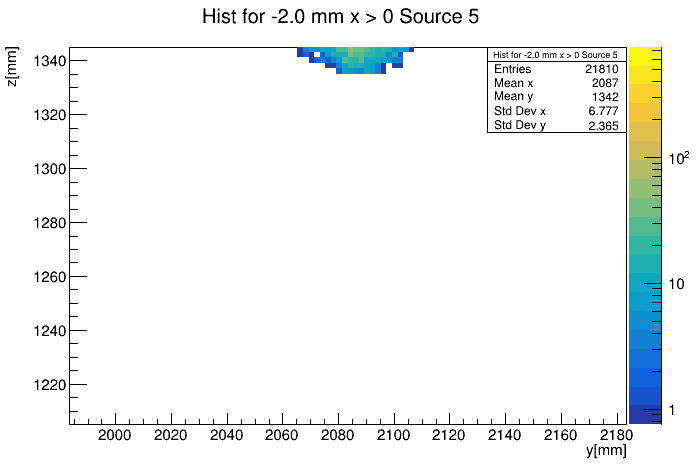 Hist for -2.0 mm x > 0 Source 5
z[mm]
1340
1320
1300
1280
1260
1240
1220
Hist for -2.0 mm x > 0 Source 5
Entries 21810
Mean x 2087
Mean y 1342
Std Dev x 6.777
Std Dev y 2.365
10²
10
1
2000 2020 2040 2060 2080 2100 2120 2140 2160 2180
y[mm]